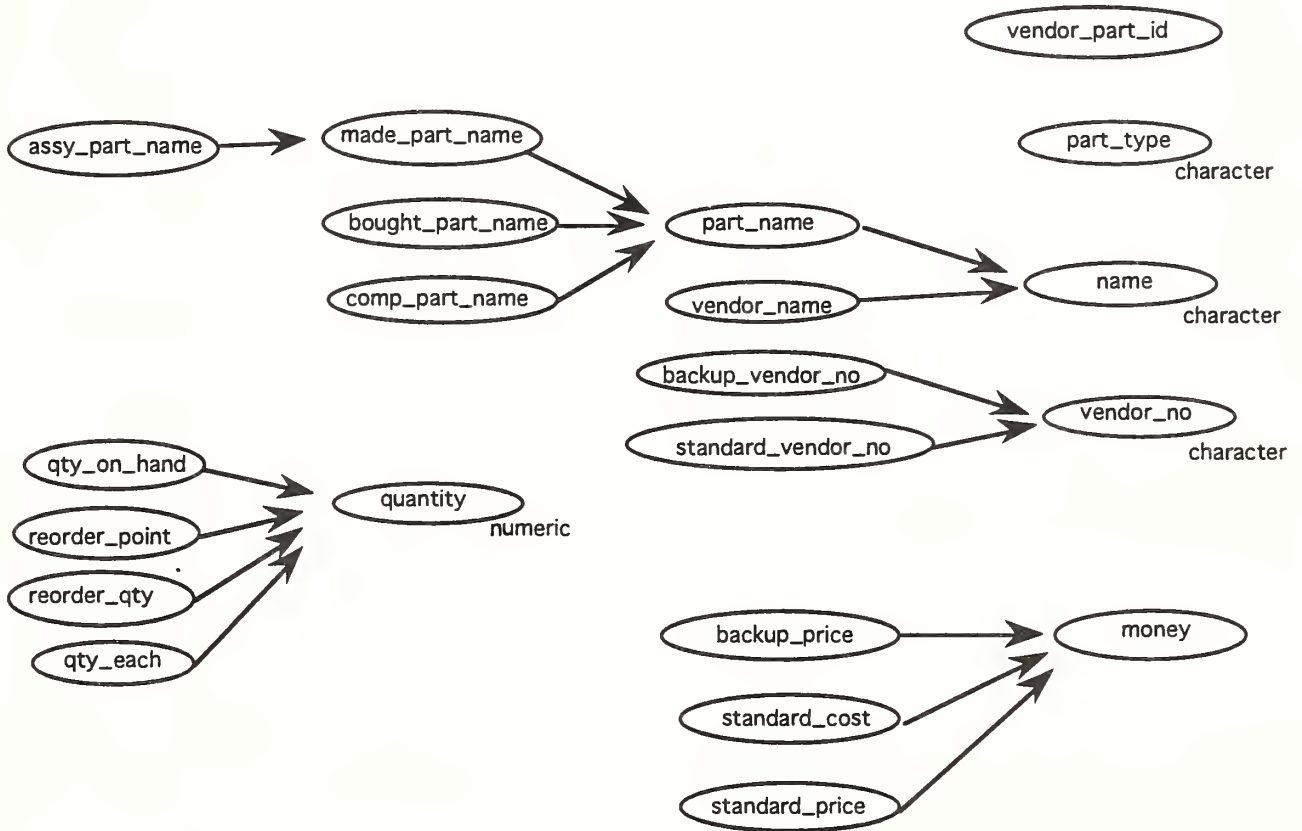 vendor_part_id
assy_part_name
made_part_name
part_type
character
bought_part_name
part_name
comp_part_name
vendor_name
name
character
backup_vendor_no
vendor_no
standard_vendor_no
character
qty_on_hand
quantity
numeric
reorder_point
reorder_qty
qty_each
backup_price
money
standard_cost
standard_price